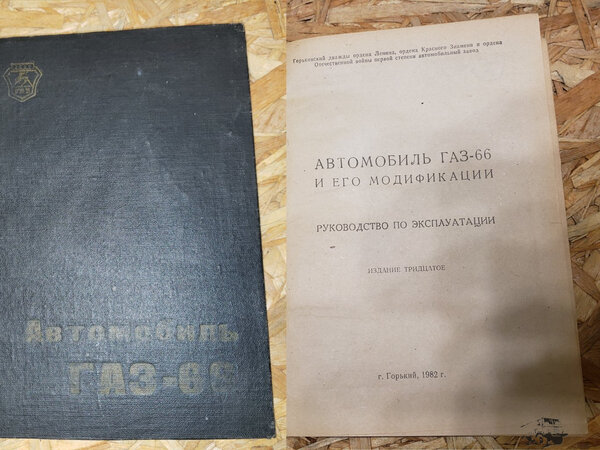 Автомобиль
ГАЗ-66
Горьковский дважды ордена Ленина, ордена Красного Знамени и ордена
Отечественной войны первой степени автомобильный завод
АВТОМОБИЛЬ ГАЗ-66
И ЕГО МОДИФИКАЦИИ
РУКОВОДСТВО ПО ЭКСПЛУАТАЦИИ
ИЗДАНИЕ ТРИДЦАТОЕ
г. Горький, 1982 г.